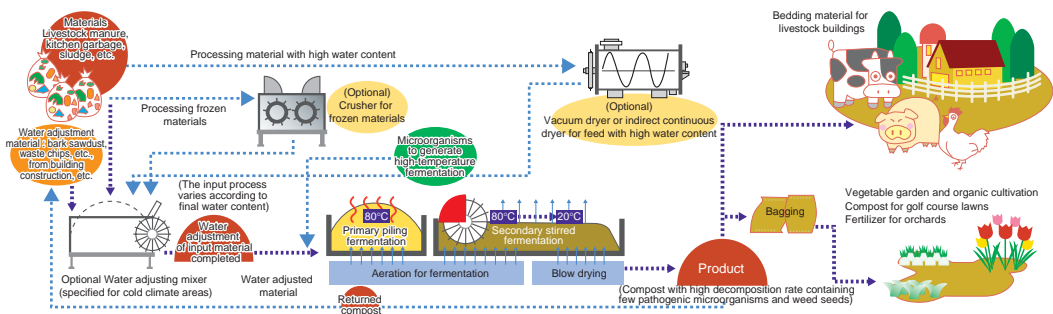 Materials
Livestock manure,
kitchen garbage,
sludge, etc.
Processing material with high water content
Processing frozen
materials
(Optional)
Crusher for
frozen materials
(Optional)
Vacuum dryer or indirect continuous
dryer for feed with high water content
Bedding material for
livestock buildings
Water adjustment
material : bark sawdust,
waste chips, etc.,
from building
construction, etc.
Microorganisms
to generate
high-temperature
fermentation
(The input process
varies according to
final water content)
Water
adjustment
of input material
completed
Optional Water adjusting mixer
(specified for cold climate areas)
Water adjusted
material
80°C
Primary piling
fermentation
80°C
20°C
Secondary stirred
fermentation
Aeration for fermentation
Blow drying
Returned
compost
Product
(Compost with high decomposition rate containing
few pathogenic microorganisms and weed seeds)
Bagging
Vegetable garden and organic cultivation
Compost for golf course lawns
Fertilizer for orchards